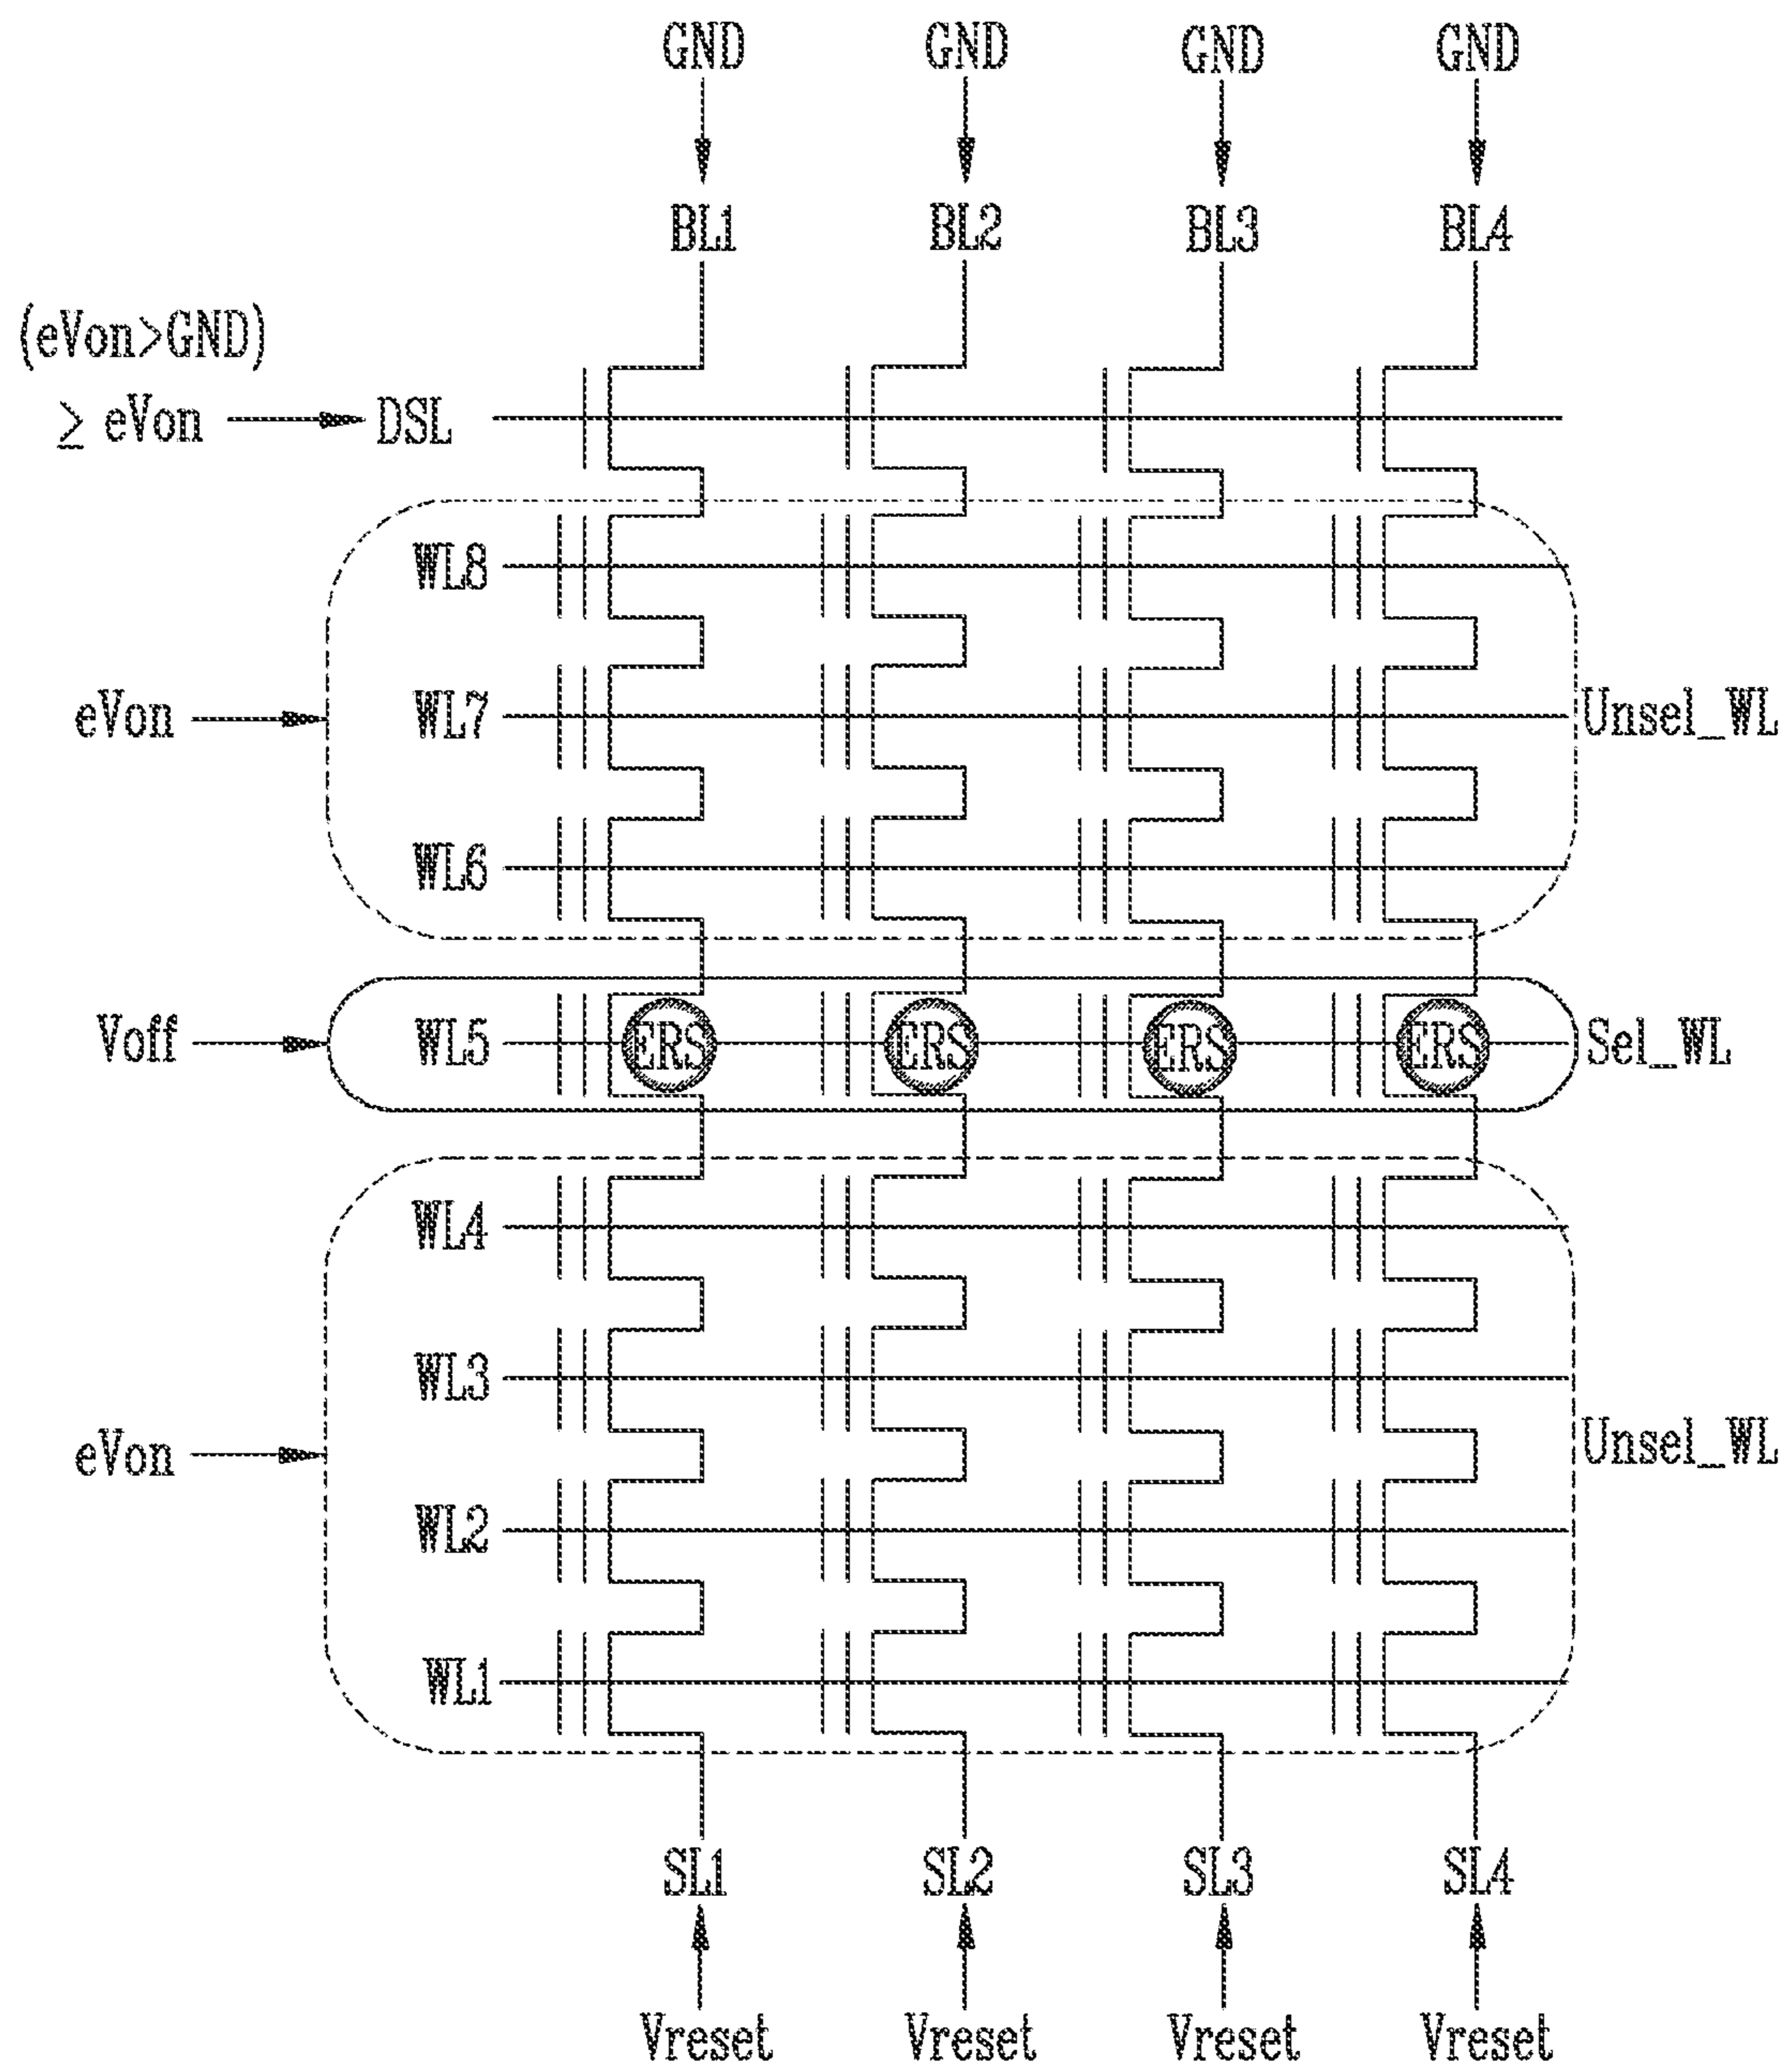 GND GND GND GND
BL1 BL2 BL3 BL4
(eVon>GND)
≥ eVon DSL
WL8
eVon WL7 Unsel_WL
WL6
Voff WL5 ERS ERS ERS ERS Sel_WL
WL4
WL3
eVon Unsel_WL
WL2
WL1
SL1 SL2 SL3 SL4
Vreset Vreset Vreset Vreset